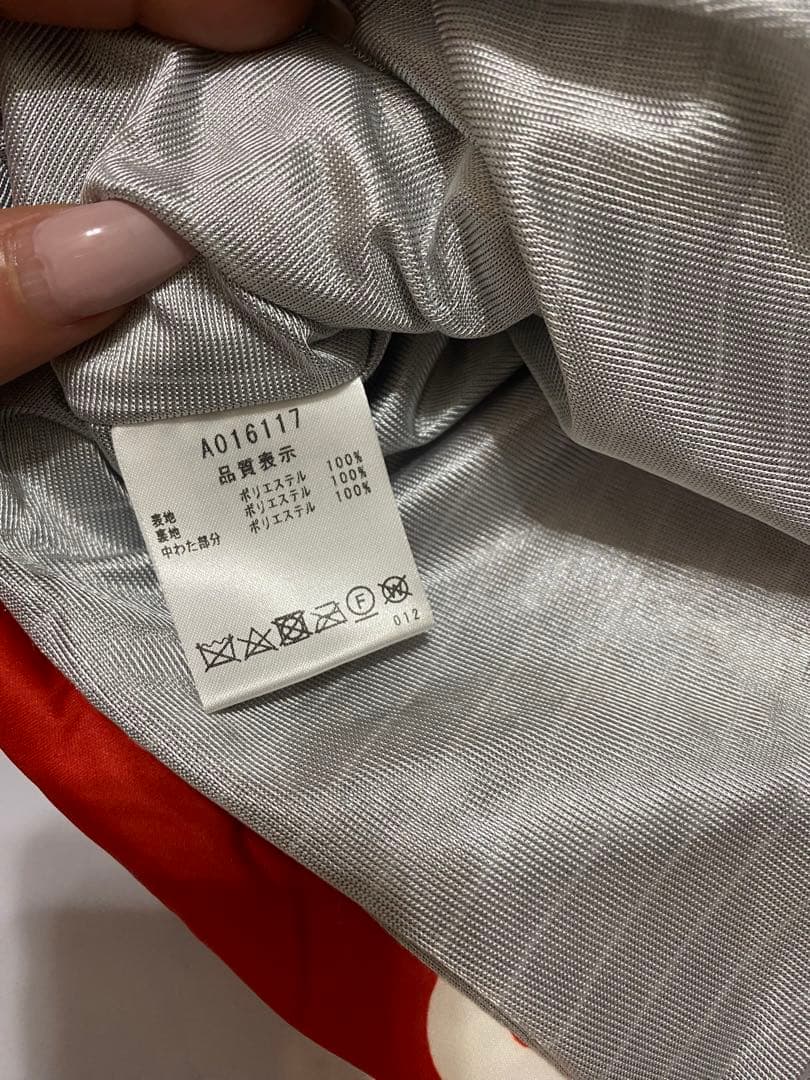 A016117
品質表示
表地 ポリエステル 100%
裏地 ポリエステル 100%
中わた部分 ポリエステル 100%
F W
012